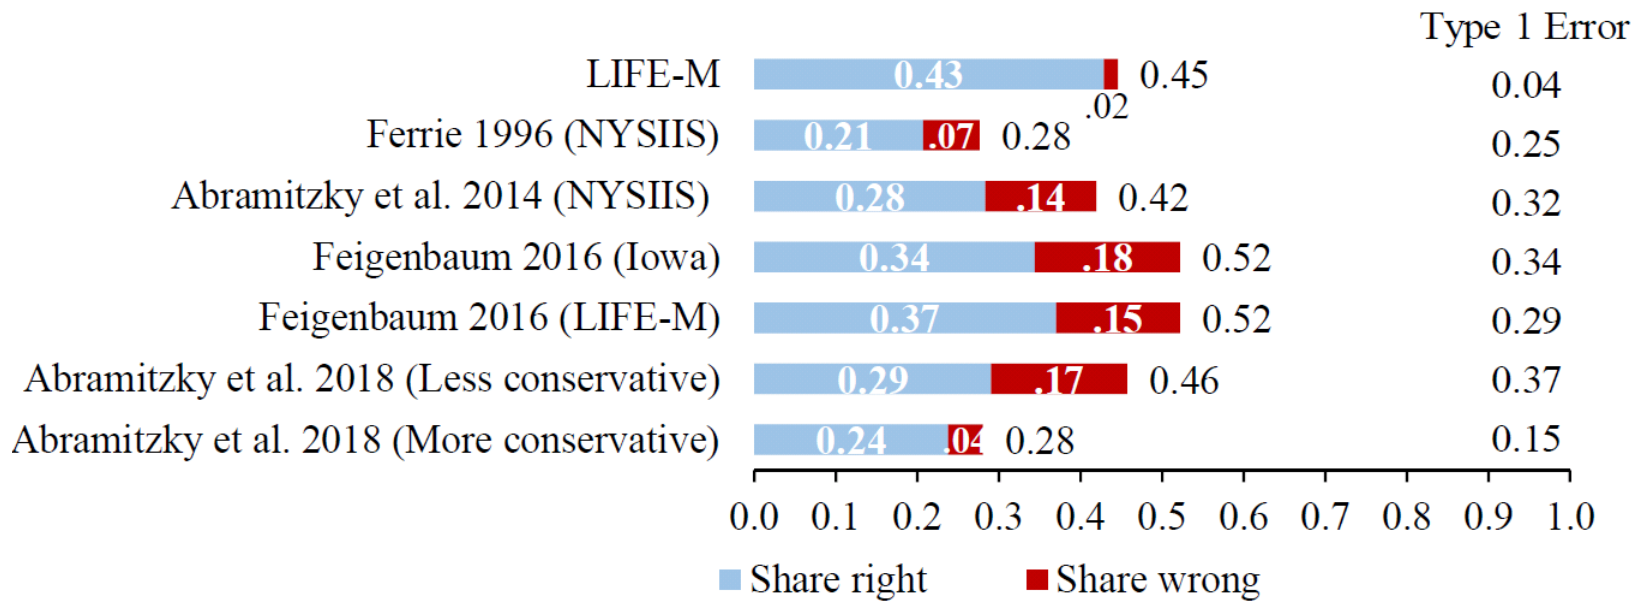 Type 1 Error
LIFE-M 0.43 .02 0.45 0.04
Ferrie 1996 (NYSIIS) 0.21 .07 0.28 0.25
Abramitzky et al. 2014 (NYSIIS) 0.28 .14 0.42 0.32
Feigenbaum 2016 (Iowa) 0.34 .18 0.52 0.34
Feigenbaum 2016 (LIFE-M) 0.37 .15 0.52 0.29
Abramitzky et al. 2018 (Less conservative) 0.29 .17 0.46 0.37
Abramitzky et al. 2018 (More conservative) 0.24 .04 0.28 0.15
0.0 0.1 0.2 0.3 0.4 0.5 0.6 0.7 0.8 0.9 1.0
Share right Share wrong